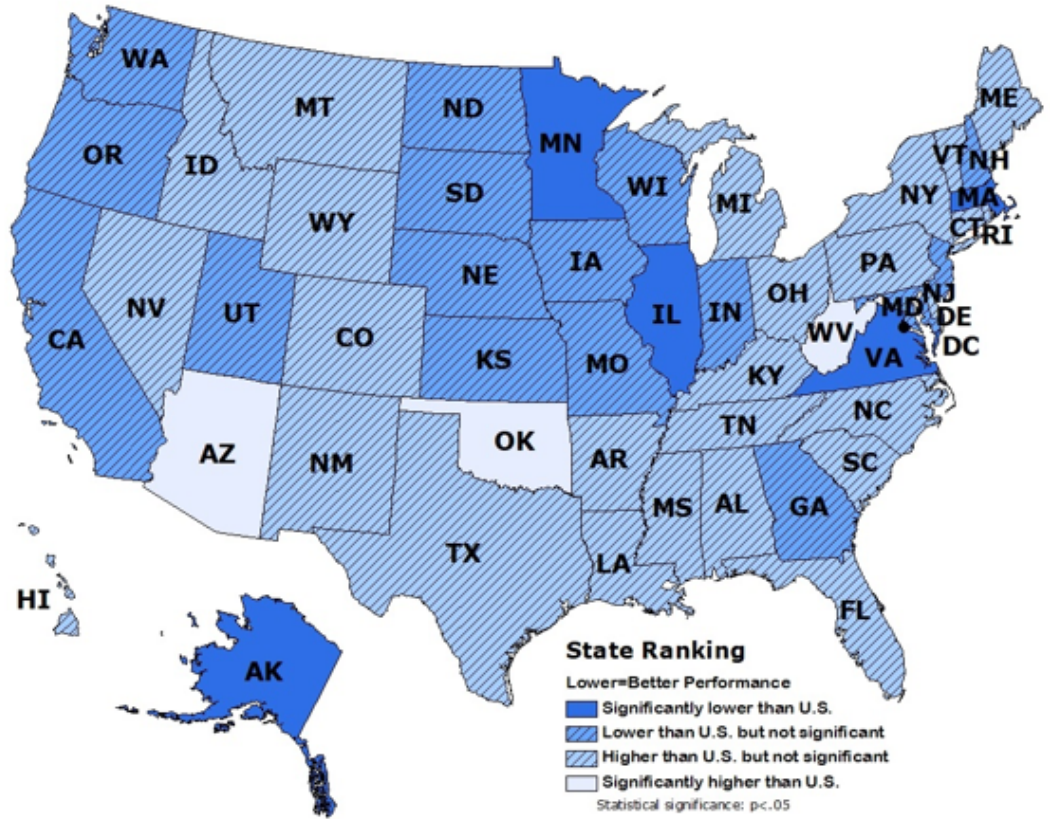 WA
MT
ND
MN
ME
OR
ID
SD
WI
VT
NH
WY
MI
NY
MA
CT
RI
NE
IA
PA
NV
UT
IL
IN
OH
NJ
MD
DE
CA
CO
KS
MO
WV
VA
DC
KY
AZ
NM
OK
TN
NC
AR
SC
MS
AL
GA
TX
LA
HI
FL
AK
State Ranking
Lower=Better Performance
Significantly lower than U.S.
Lower than U.S. but not significant
Higher than U.S. but not significant
Significantly higher than U.S.
Statistical significance: p<.05